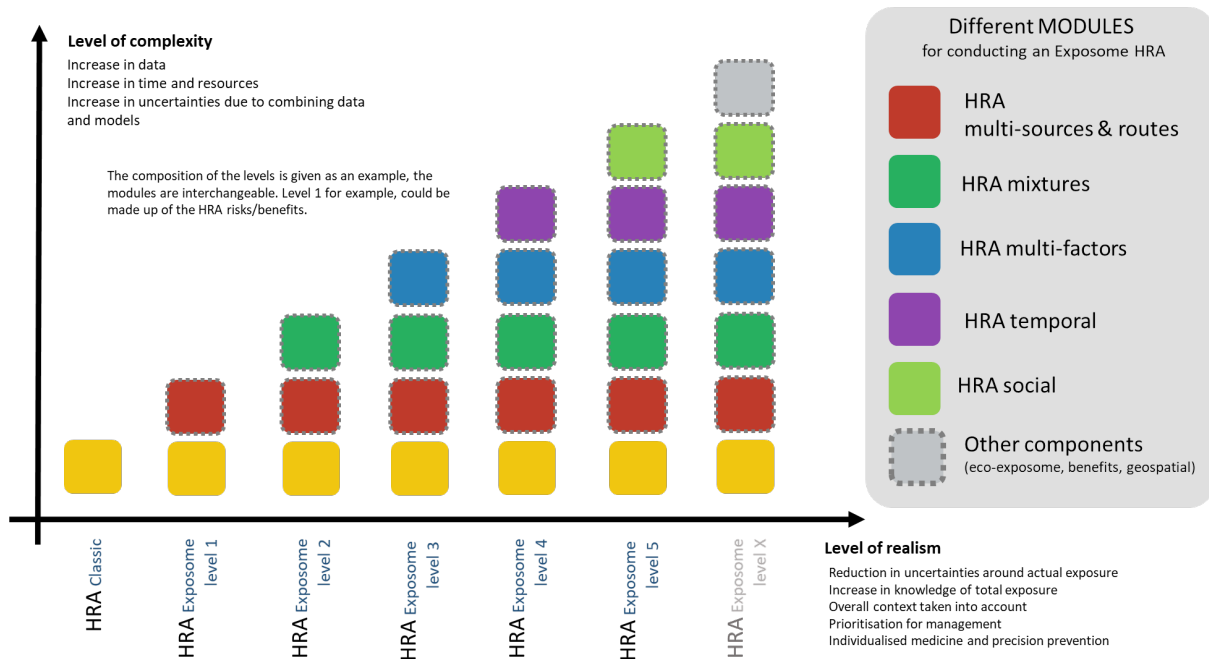 Level of complexity
Increase in data
Increase in time and resources
Increase in uncertainties due to combining data
and models
The composition of the levels is given as an example, the
modules are interchangeable. Level 1 for example, could be
made up of the HRA risks/benefits.
Different MODULES
for conducting an Exposome HRA
HRA
multi-sources & routes
HRA mixtures
HRA multi-factors
HRA temporal
HRA social
Other components
(eco-exposome, benefits, geospatial)
HRA Classic
HRA Exposome
level 1
HRA Exposome
level 2
HRA Exposome
level 3
HRA Exposome
level 4
HRA Exposome
level 5
HRA Exposome
level X
Level of realism
Reduction in uncertainties around actual exposure
Increase in knowledge of total exposure
Overall context taken into account
Prioritisation for management
Individualised medicine and precision prevention